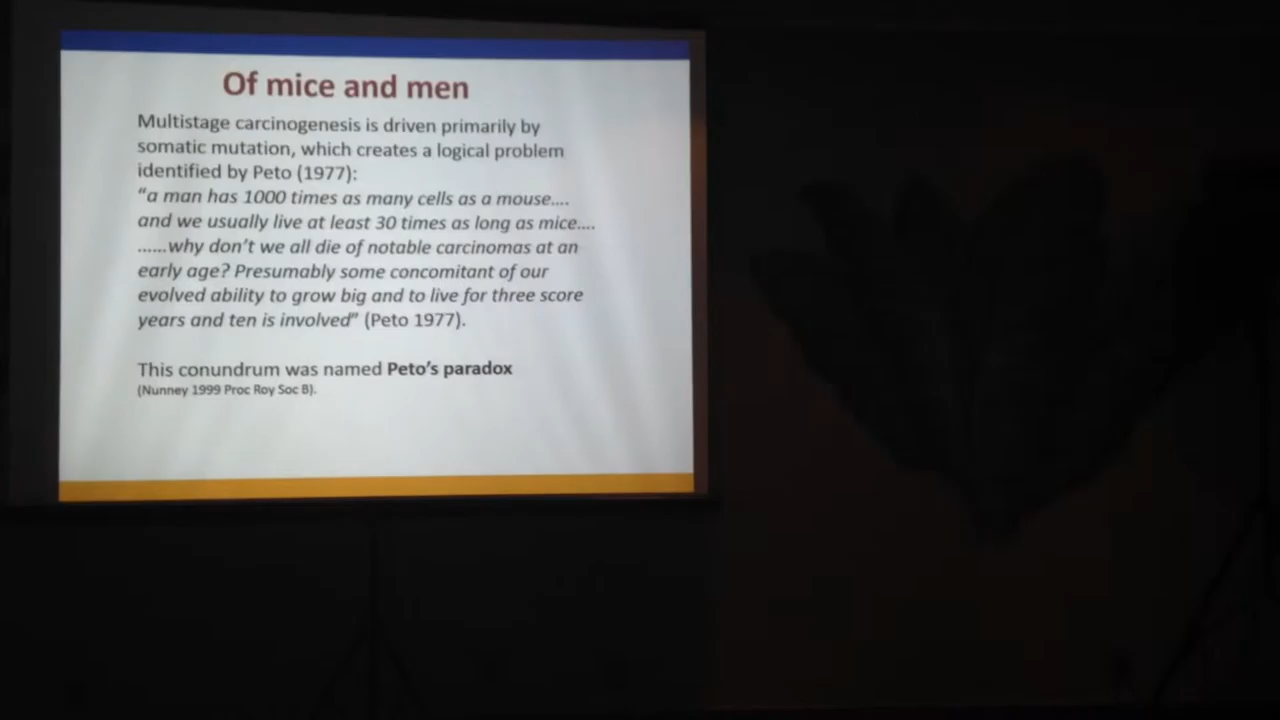 Of mice and men
Multistage carcinogenesis is driven primarily by
somatic mutation, which creates a logical problem
identified by Peto (1977):
“a man has 1000 times as many cells as a mouse....
and we usually live at least 30 times as long as mice....
......why don’t we all die of notable carcinomas at an
early age? Presumably some concomitant of our
evolved ability to grow big and to live for three score
years and ten is involved” (Peto 1977).
This conundrum was named Peto’s paradox
(Nunney 1999 Proc Roy Soc B).